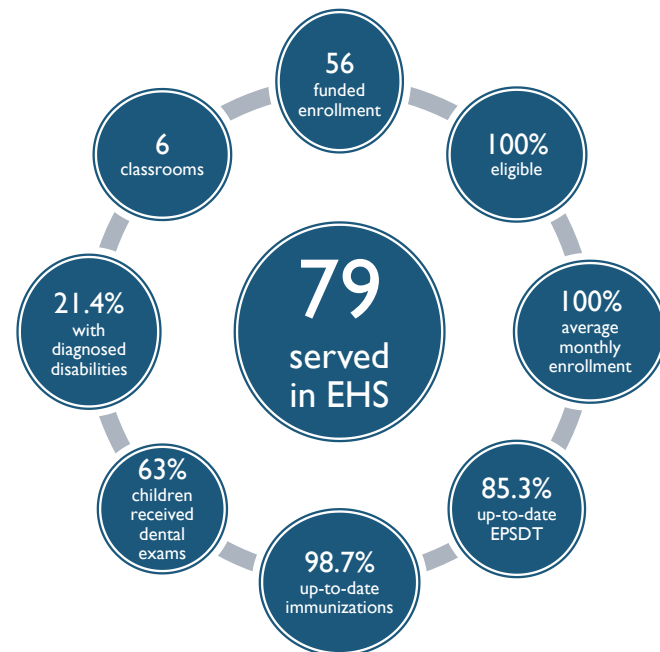 56
funded
enrollment
100%
eligible
100%
average
monthly
enrollment
85.3%
up-to-date
EPSDT
98.7%
up-to-date
immunizations
63%
children
received
dental
exams
21.4%
with
diagnosed
disabilities
6
classrooms
79
served
in EHS